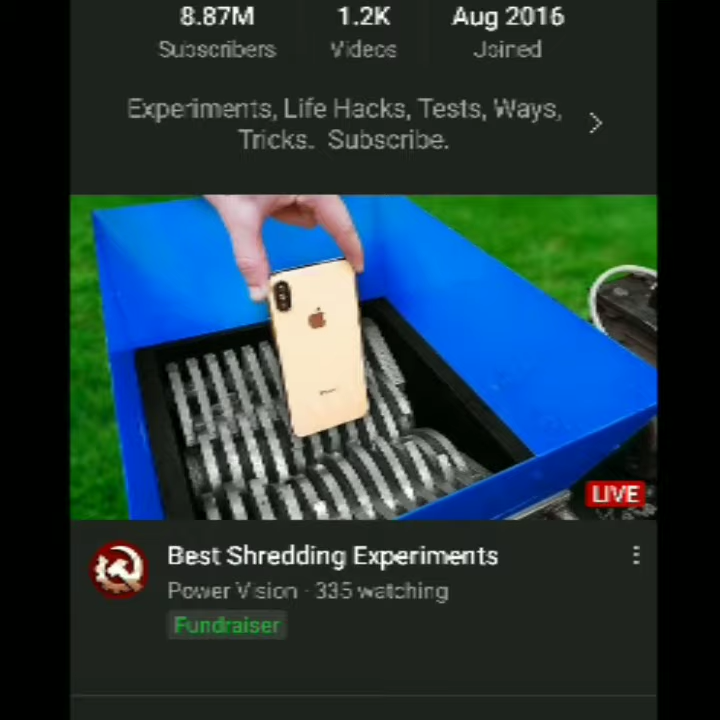 8.87M 1.2K Aug 2016
Subscribers Videos Joined
Experiments, Life Hacks, Tests, Ways,
Tricks. Subscribe.
LIVE
Best Shredding Experiments
Power Vision · 335 watching
Fundraiser